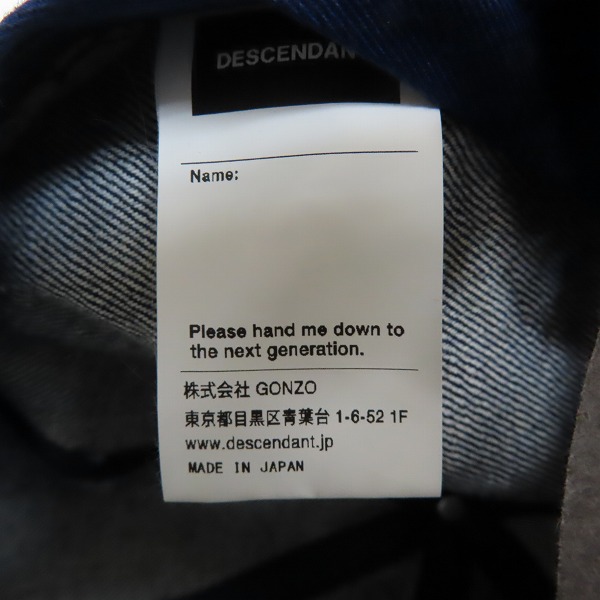 DESCENDANT
Name:
Please hand me down to
the next generation.
株式会社 GONZO
東京都目黒区青葉台 1-6-52 1F
www.descendant.jp
MADE IN JAPAN